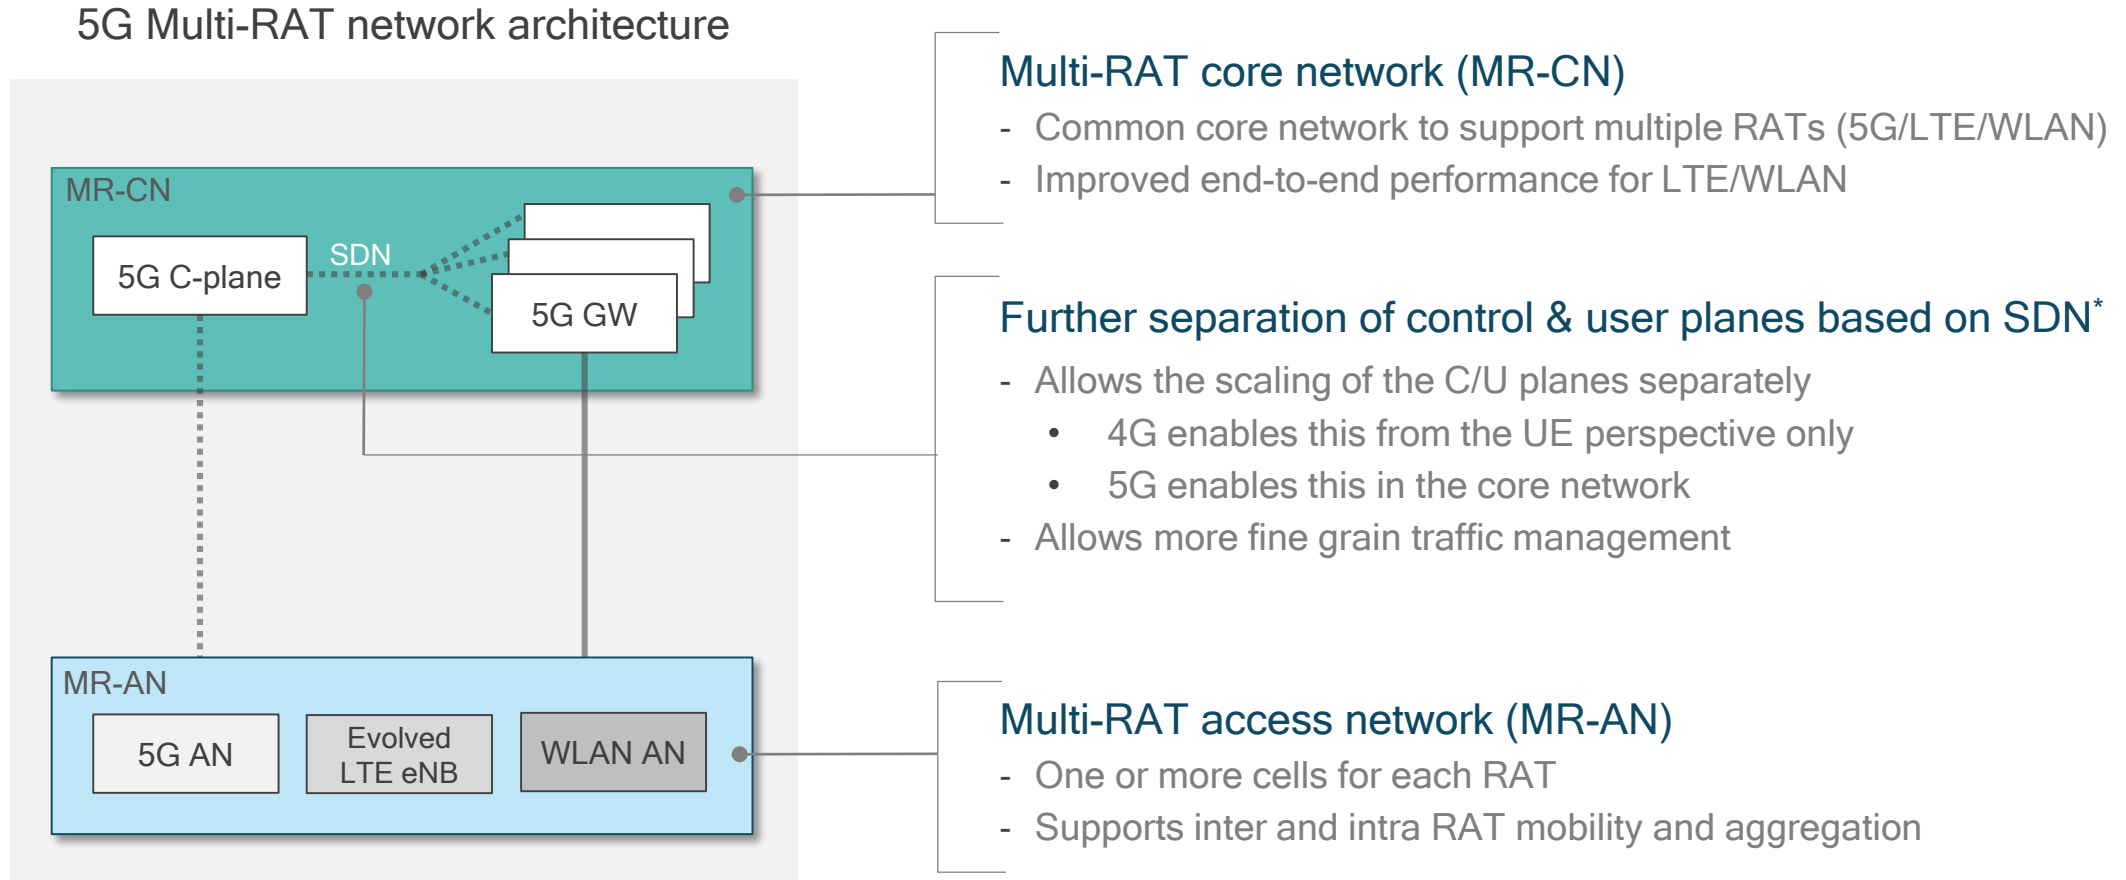 5G Multi-RAT network architecture
MR-CN
5G C-plane
SDN
5G GW
MR-AN
5G AN
Evolved
LTE eNB
WLAN AN
Multi-RAT core network (MR-CN)
- Common core network to support multiple RATs (5G/LTE/WLAN)
- Improved end-to-end performance for LTE/WLAN
Further separation of control & user planes based on SDN*
- Allows the scaling of the C/U planes separately
• 4G enables this from the UE perspective only
• 5G enables this in the core network
- Allows more fine grain traffic management
Multi-RAT access network (MR-AN)
- One or more cells for each RAT
- Supports inter and intra RAT mobility and aggregation